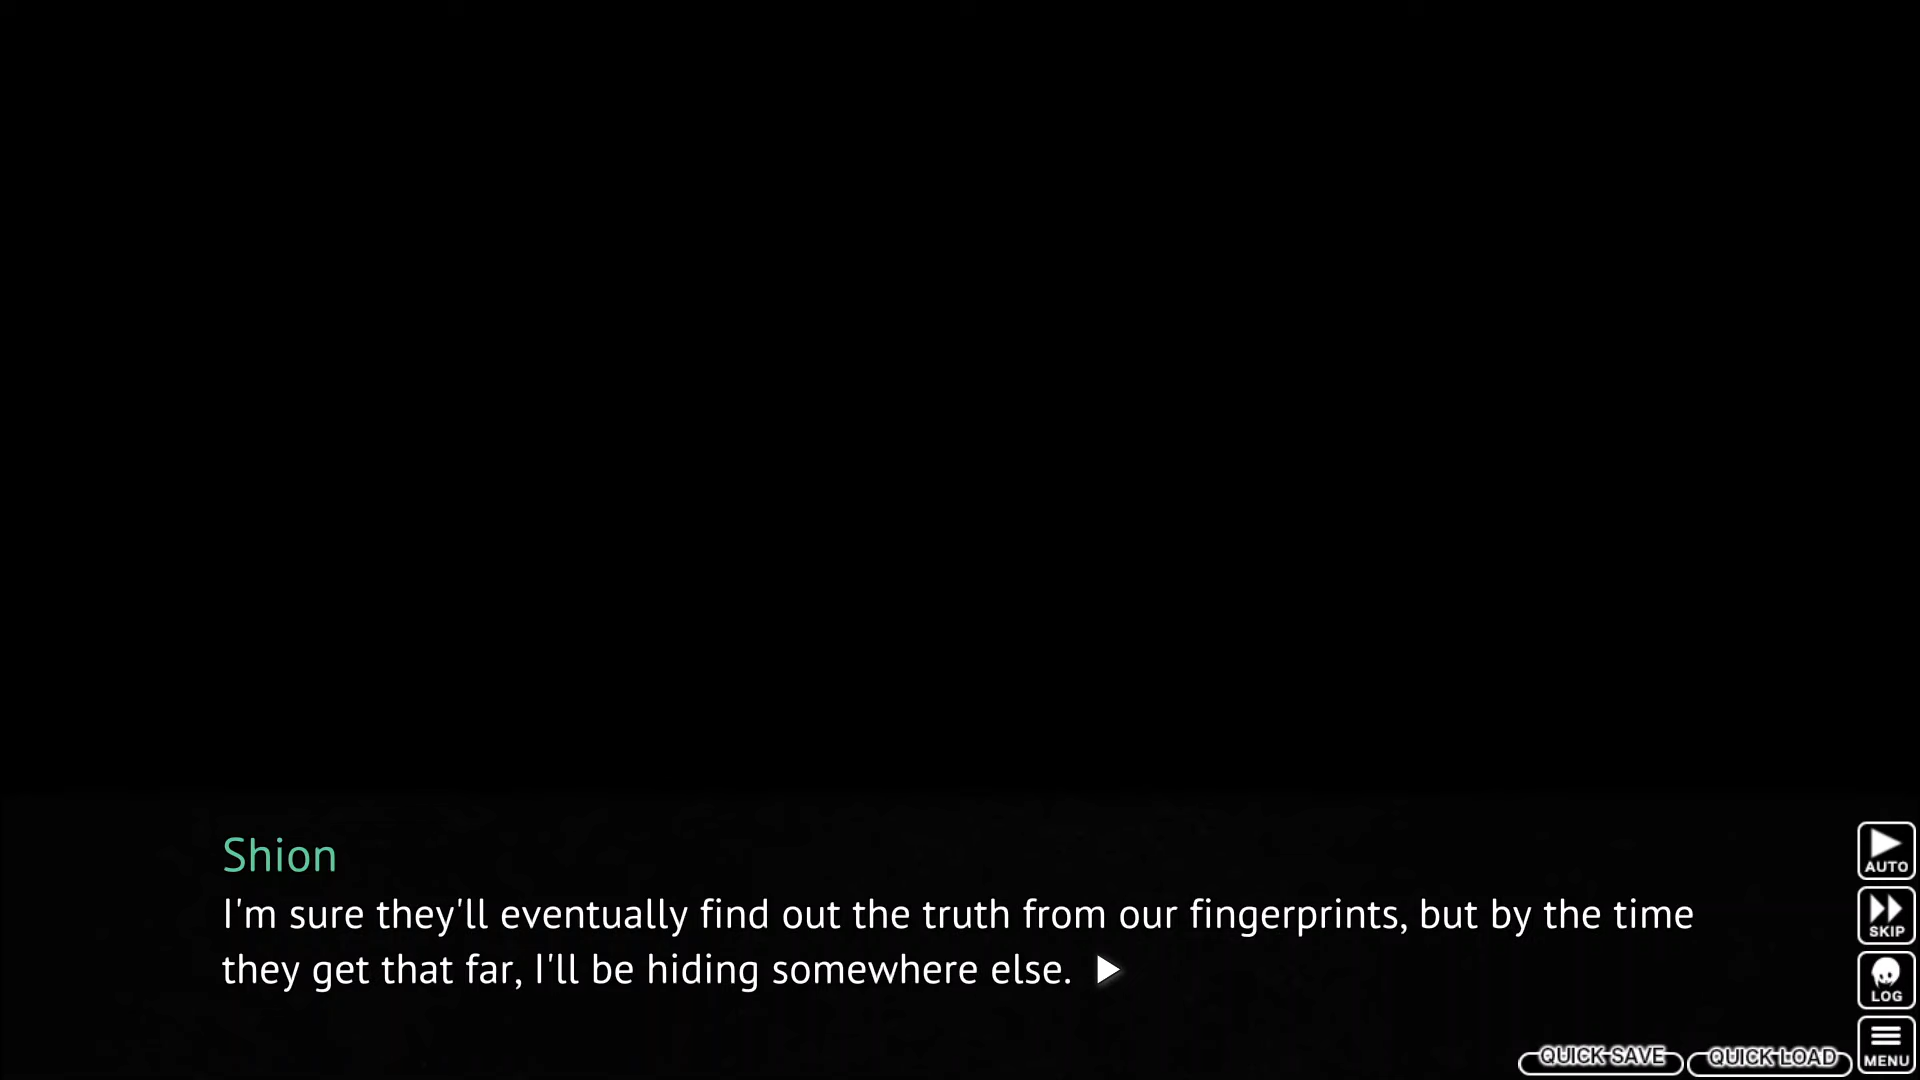 Shion
I'm sure they'll eventually find out the truth from our fingerprints, but by the time
they get that far, I'll be hiding somewhere else.
AUTO
SKIP
LOG
MENU
QUICK SAVE
QUICK LOAD